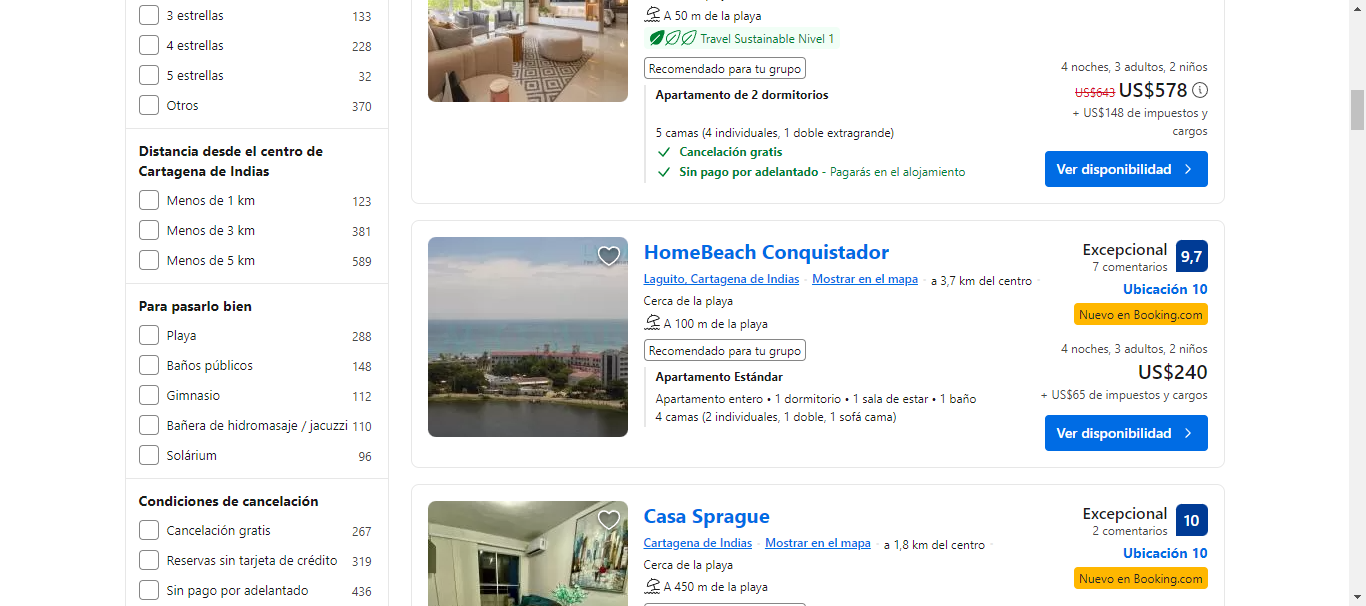 3 estrellas 133
4 estrellas 228
5 estrellas 32
Otros 370
Distancia desde el centro de
Cartagena de Indias
Menos de 1 km 123
Menos de 3 km 381
Menos de 5 km 589
Para pasarlo bien
Playa 288
Baños públicos 148
Gimnasio 112
Bañera de hidromasaje / jacuzzi 110
Solárium 96
Condiciones de cancelación
Cancelación gratis 267
Reservas sin tarjeta de crédito 319
Sin pago por adelantado 436
A 50 m de la playa
Travel Sustainable Nivel 1
Recomendado para tu grupo
Apartamento de 2 dormitorios
5 camas (4 individuales, 1 doble extragrande)
Cancelación gratis
Sin pago por adelantado - Pagarás en el alojamiento
4 noches, 3 adultos, 2 niños
US$643 US$578
+ US$148 de impuestos y
cargos
Ver disponibilidad
HomeBeach Conquistador
Laguito, Cartagena de Indias · Mostrar en el mapa · a 3,7 km del centro ·
Cerca de la playa
A 100 m de la playa
Recomendado para tu grupo
Apartamento Estándar
Apartamento entero • 1 dormitorio • 1 sala de estar • 1 baño
4 camas (2 individuales, 1 doble, 1 sofá cama)
Excepcional 9,7
7 comentarios
Ubicación 10
Nuevo en Booking.com
4 noches, 3 adultos, 2 niños
US$240
+ US$65 de impuestos y cargos
Ver disponibilidad
Casa Sprague
Cartagena de Indias · Mostrar en el mapa · a 1,8 km del centro ·
Cerca de la playa
A 450 m de la playa
Excepcional 10
2 comentarios
Ubicación 10
Nuevo en Booking.com